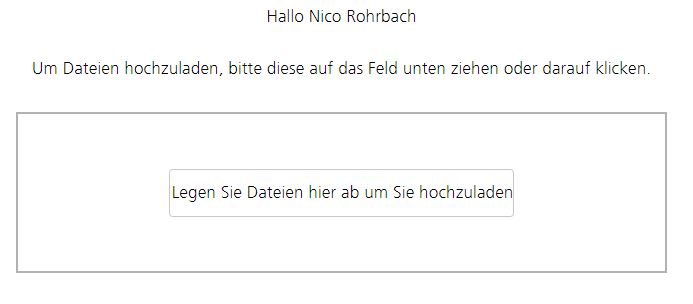 Hallo Nico Rohrbach
Um Dateien hochzuladen, bitte diese auf das Feld unten ziehen oder darauf klicken.
Legen Sie Dateien hier ab um Sie hochzuladen